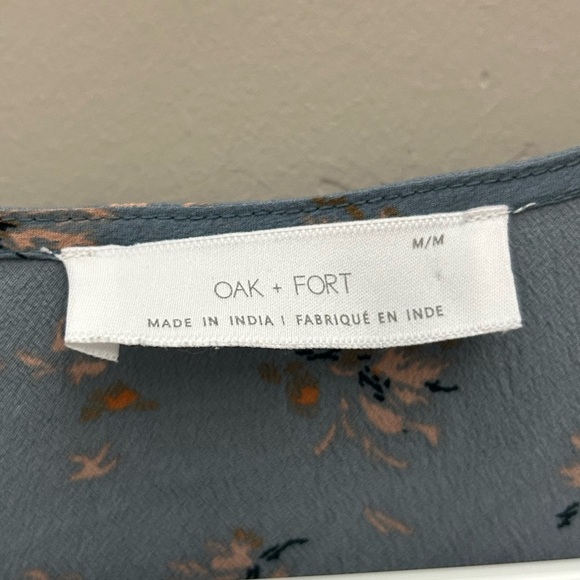 M/M
OAK + FORT
MADE IN INDIA | FABRIQUÉ EN INDE